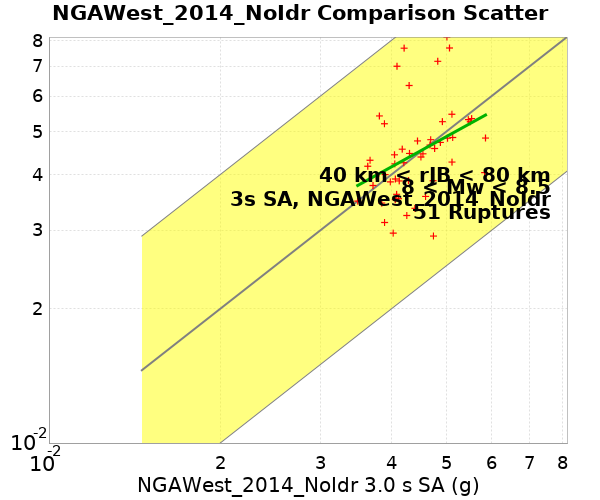 NGAWest_2014_NoIdr Comparison Scatter
8
7
6
5
4
3
2
10-2
40 km < rJB < 80 km
8 < Mw < 8.5
3s SA, NGAWest_2014_NoIdr
51 Ruptures
10-2
2 3 4 5 6 7 8
NGAWest_2014_NoIdr 3.0 s SA (g)